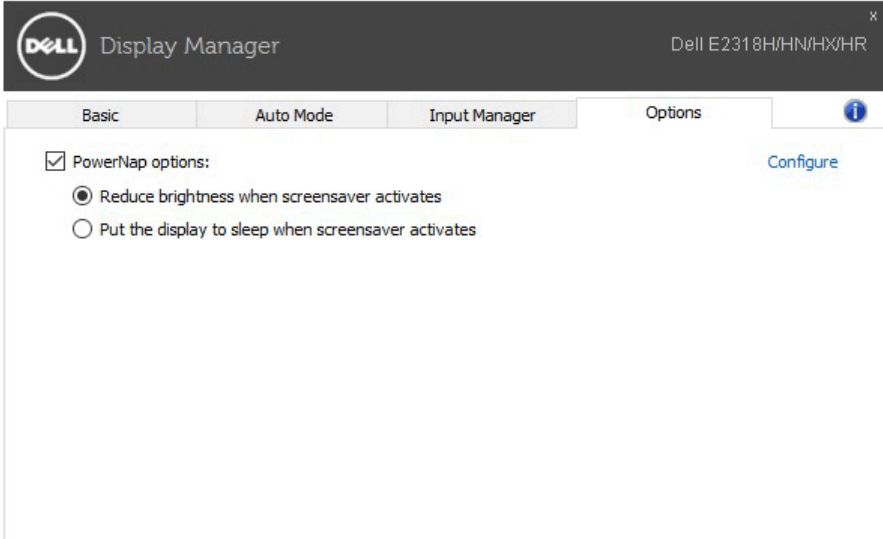 DELL Display Manager
x
Dell E2318H/HN/HX/HR
Basic Auto Mode Input Manager Options i
PowerNap options: Configure
Reduce brightness when screensaver activates
Put the display to sleep when screensaver activates